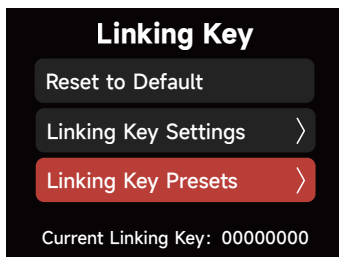 Linking Key
Reset to Default
Linking Key Settings
Linking Key Presets
Current Linking Key: 00000000